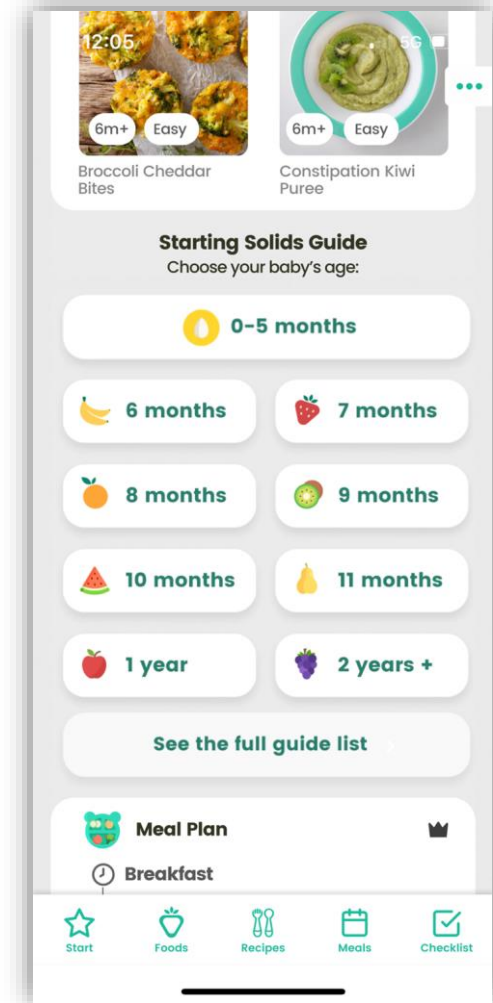 12:05
5G
6m+ Easy
6m+ Easy
Broccoli Cheddar
Bites
Constipation Kiwi
Puree
Starting Solids Guide
Choose your baby's age:
0-5 months
6 months
7 months
8 months
9 months
10 months
11 months
1 year
2 years +
See the full guide list
Meal Plan
Breakfast
Start
Foods
Recipes
Meals
Checklist